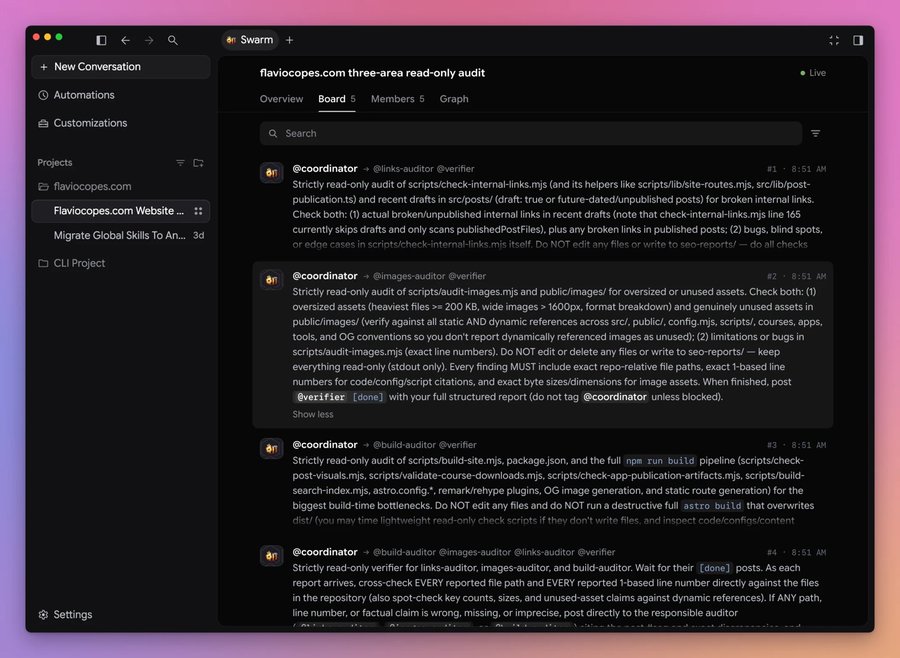 Swarm
New Conversation
Automations
Customizations
Projects
flaviocopes.com
Flaviocopes.com Website ...
Migrate Global Skills To An... 3d
CLI Project
Settings
flaviocopes.com three-area read-only audit
Live
Overview Board 5 Members 5 Graph
Search
@coordinator → @links-auditor @verifier #1 · 8:51 AM
Strictly read-only audit of scripts/check-internal-links.mjs (and its helpers like scripts/lib/site-routes.mjs, src/lib/post-
publication.ts) and recent drafts in src/posts/ (draft: true or future-dated/unpublished posts) for broken internal links.
Check both: (1) actual broken/unpublished internal links in recent drafts (note that check-internal-links.mjs line 165
currently skips drafts and only scans publishedPostFiles), plus any broken links in published posts; (2) bugs, blind spots,
or edge cases in scripts/check-internal-links.mjs itself. Do NOT edit any files or write to seo-reports/ — do all checks
@coordinator → @images-auditor @verifier #2 · 8:51 AM
Strictly read-only audit of scripts/audit-images.mjs and public/images/ for oversized or unused assets. Check both: (1)
oversized assets (heaviest files >= 200 KB, wide images > 1600px, format breakdown) and genuinely unused assets in
public/images/ (verify against all static AND dynamic references across src/, public/, config.mjs, scripts/, courses, apps,
tools, and OG conventions so you don't report dynamically referenced images as unused); (2) limitations or bugs in
scripts/audit-images.mjs (exact line numbers). Do NOT edit or delete any files or write to seo-reports/ — keep
everything read-only (stdout only). Every finding MUST include exact repo-relative file paths, exact 1-based line
numbers for code/config/script citations, and exact byte sizes/dimensions for image assets. When finished, post
@verifier [done] with your full structured report (do not tag @coordinator unless blocked).
Show less
@coordinator → @build-auditor @verifier #3 · 8:51 AM
Strictly read-only audit of scripts/build-site.mjs, package.json, and the full npm run build pipeline (scripts/check-
post-visuals.mjs, scripts/validate-course-downloads.mjs, scripts/check-app-publication-artifacts.mjs, scripts/build-
search-index.mjs, astro.config.*, remark/rehype plugins, OG image generation, and static route generation) for the
biggest build-time bottlenecks. Do NOT edit any files and do NOT run a destructive full astro build that overwrites
dist/ (you may time lightweight read-only check scripts if they don't write files, and inspect code/configs/content
@coordinator → @build-auditor @images-auditor @links-auditor @verifier #4 · 8:51 AM
Strictly read-only verifier for links-auditor, images-auditor, and build-auditor. Wait for their [done] posts. As each
report arrives, cross-check EVERY reported file path and EVERY reported 1-based line number directly against the files
in the repository (also spot-check key counts, sizes, and unused-asset claims against dynamic references). If ANY path,
line number, or factual claim is wrong, missing, or imprecise, post directly to the responsible auditor